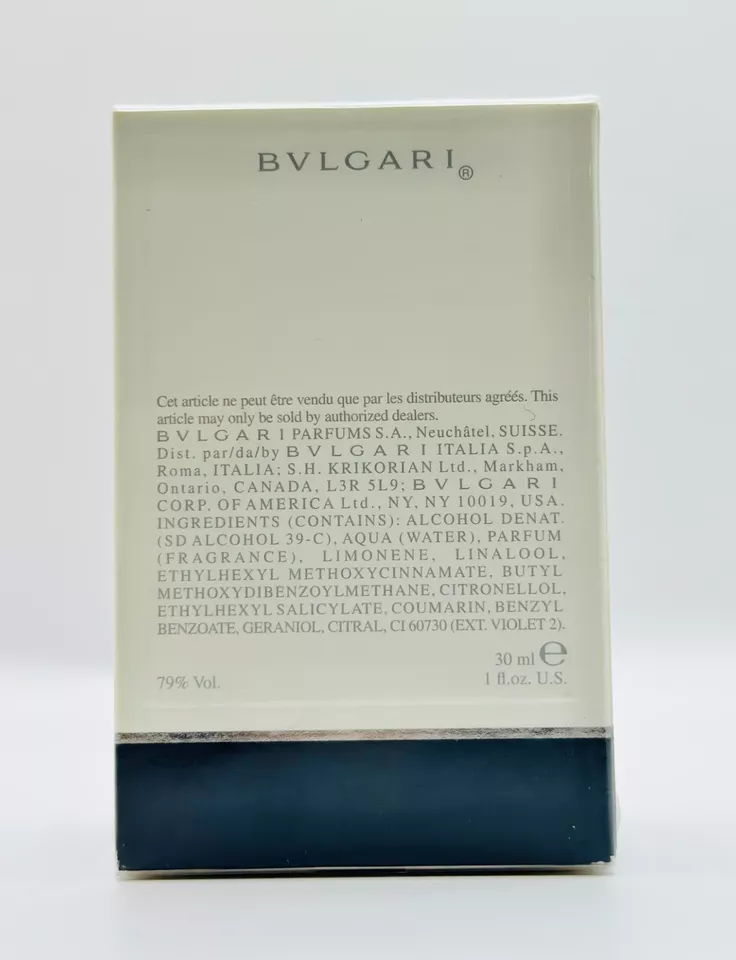 BVLGARI®
Cet article ne peut être vendu que par les distributeurs agréés. This
article may only be sold by authorized dealers.
BVLGARI PARFUMS S.A., Neuchâtel, SUISSE.
Dist. par/da/by BVLGARI ITALIA S.p.A.,
Roma, ITALIA; S.H. KRIKORIAN Ltd., Markham,
Ontario, CANADA, L3R 5L9; BVLGARI
CORP. OF AMERICA Ltd., NY, NY 10019, USA.
INGREDIENTS (CONTAINS): ALCOHOL DENAT.
(SD ALCOHOL 39-C), AQUA (WATER), PARFUM
(FRAGRANCE), LIMONENE, LINALOOL,
ETHYLHEXYL METHOXYCINNAMATE, BUTYL
METHOXYDIBENZOYLMETHANE, CITRONELLOL,
ETHYLHEXYL SALICYLATE, COUMARIN, BENZYL
BENZOATE, GERANIOL, CITRAL, CI 60730 (EXT. VIOLET 2).
30 ml ℮
79% Vol. 1 fl.oz. U.S.